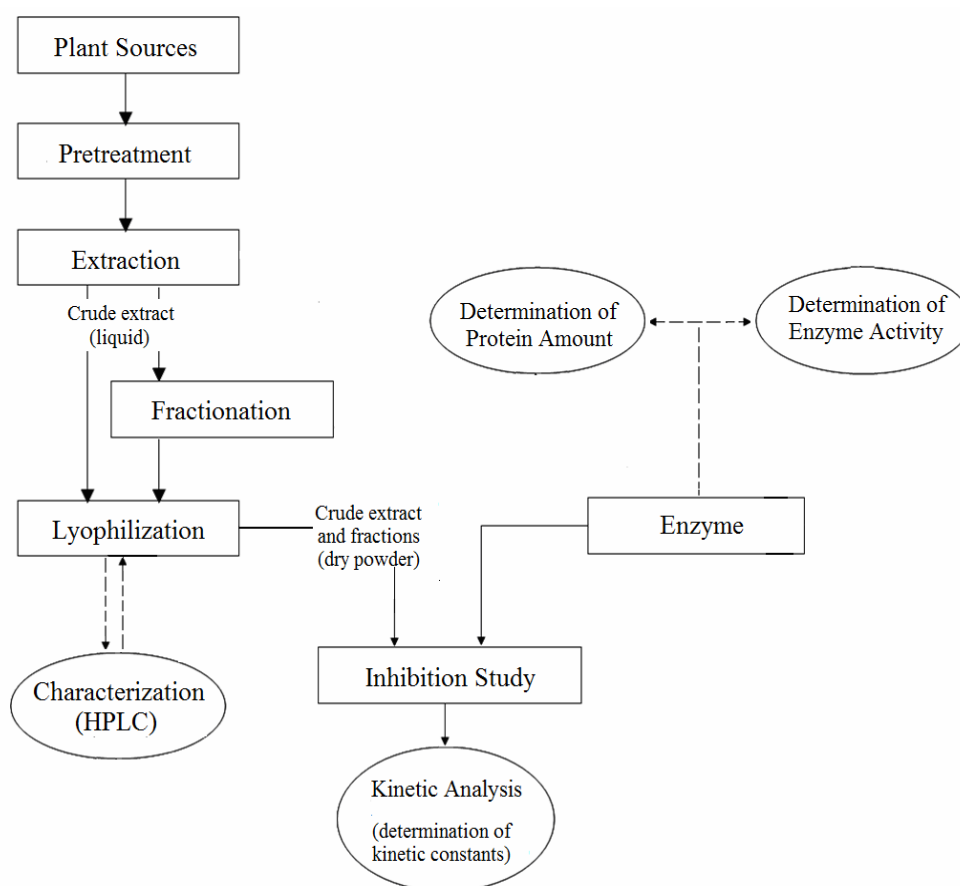 Plant Sources
Pretreatment
Extraction
Crude extract
(liquid)
Determination of
Protein Amount
Determination of
Enzyme Activity
Fractionation
Lyophilization
Crude extract
and fractions
(dry powder)
Enzyme
Characterization
(HPLC)
Inhibition Study
Kinetic Analysis
(determination of
kinetic constants)